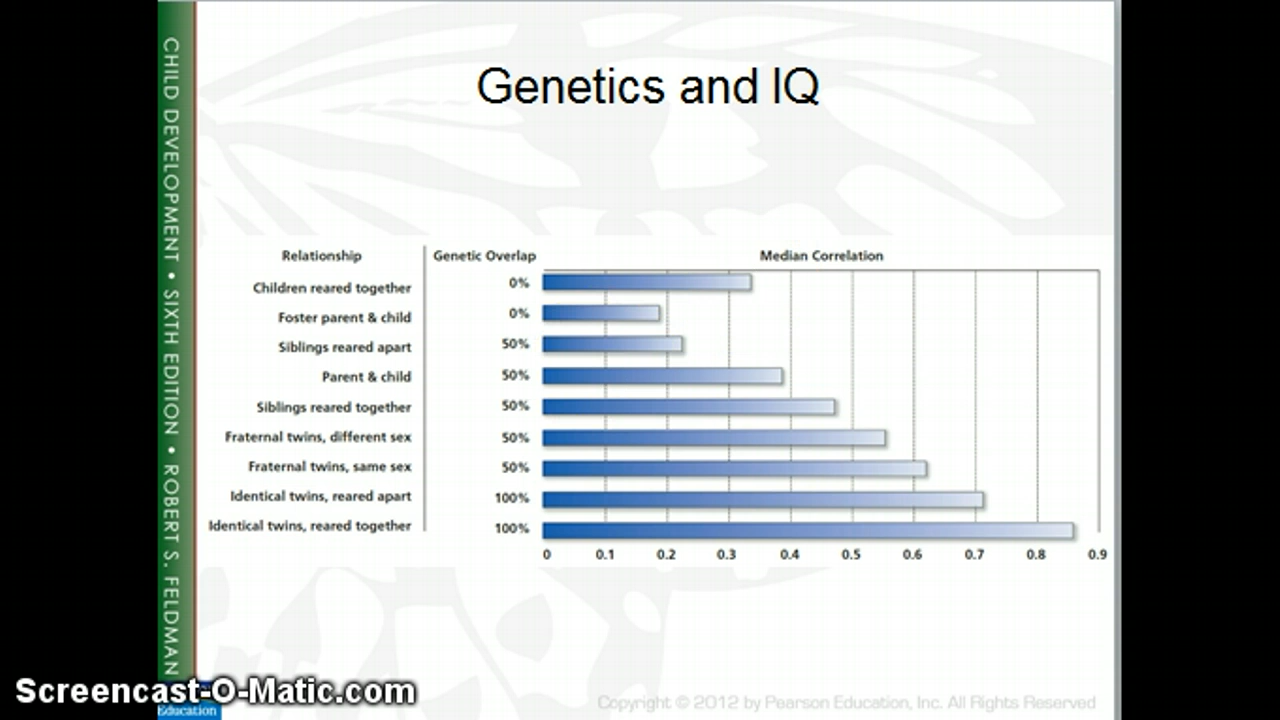 CHILD DEVELOPMENT • SIXTH EDITION • ROBERT S. FELDMAN
Genetics and IQ
Relationship Genetic Overlap Median Correlation
Children reared together 0%
Foster parent & child 0%
Siblings reared apart 50%
Parent & child 50%
Siblings reared together 50%
Fraternal twins, different sex 50%
Fraternal twins, same sex 50%
Identical twins, reared apart 100%
Identical twins, reared together 100%
0 0.1 0.2 0.3 0.4 0.5 0.6 0.7 0.8 0.9
Screencast-O-Matic.com
Education
Copyright © 2012 by Pearson Education, Inc. All Rights Reserved